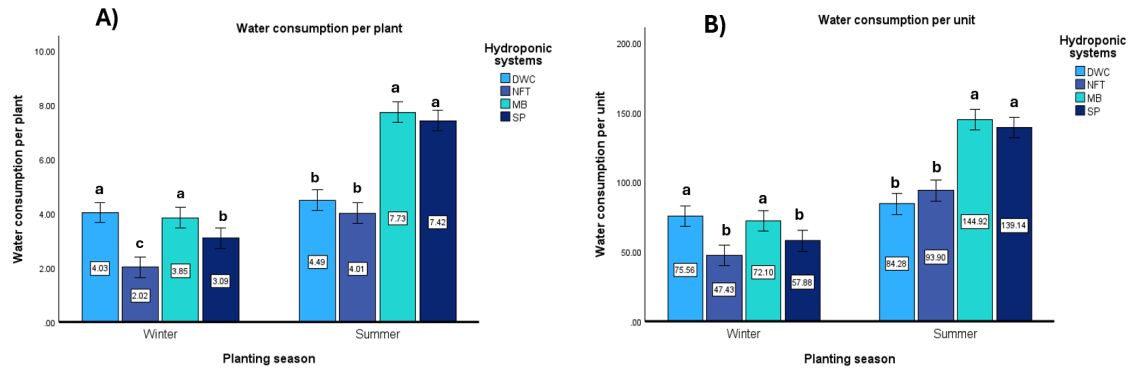 A)
Water consumption per plant
Hydroponic
systems
DWC
NFT
MB
SP
Water consumption per plant
10.00
8.00
6.00
4.00
2.00
.00
a
c
a
b
b
b
a
a
4.03
2.02
3.85
3.09
4.49
4.01
7.73
7.42
Winter
Summer
Planting season
B)
Water consumption per unit
Hydroponic
systems
DWC
NFT
MB
SP
Water consumption per unit
200.00
150.00
100.00
50.00
.00
a
b
a
b
b
b
a
a
75.56
47.43
72.10
57.88
84.28
93.90
144.92
139.14
Winter
Summer
Planting season